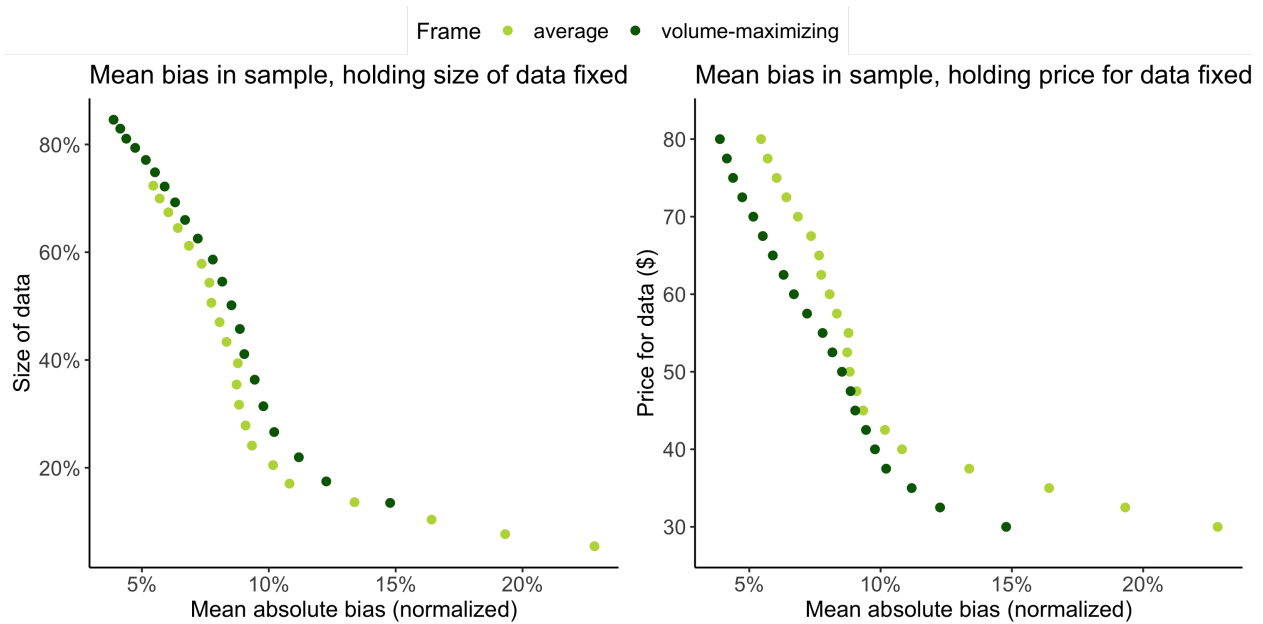 Frame average volume-maximizing
Mean bias in sample, holding size of data fixed
80%
60%
40%
20%
Size of data
5% 10% 15% 20%
Mean absolute bias (normalized)
Mean bias in sample, holding price for data fixed
80
70
60
50
40
30
Price for data ($)
5% 10% 15% 20%
Mean absolute bias (normalized)